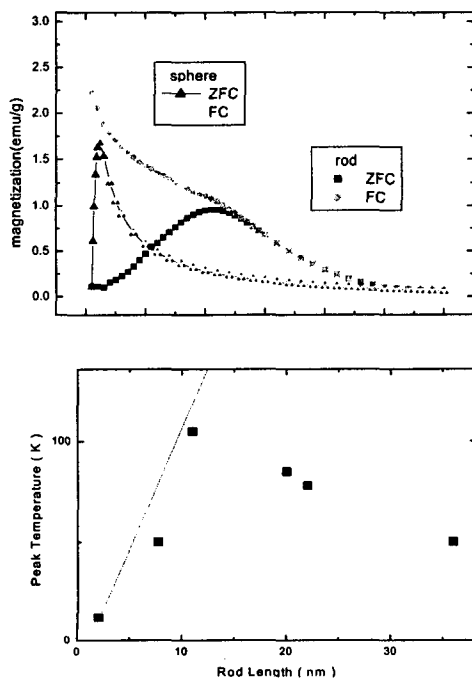 3.0
2.5
2.0
1.5
1.0
0.5
0.0
magnetization(emu/g)
sphere
ZFC
FC
rod
ZFC
FC
100
0
Peak Temperature ( K )
0
10
20
30
Rod Length ( nm )